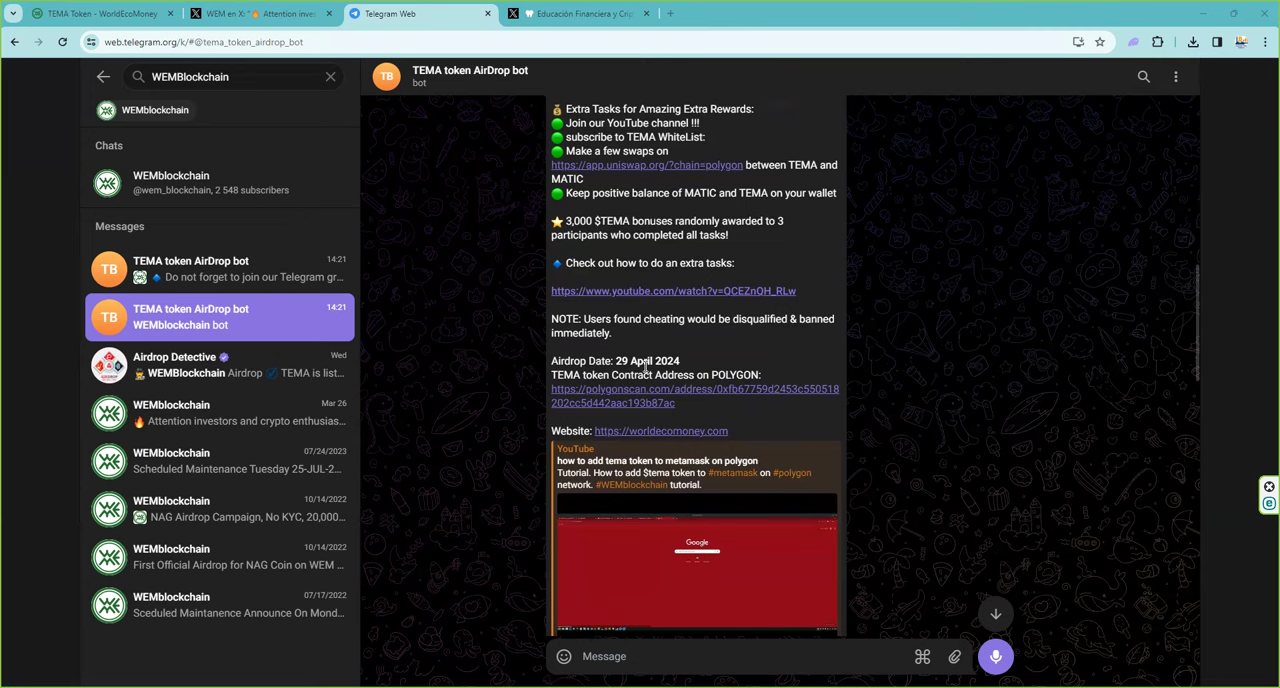 TEMA Token - WorldEcoMoney
WEM en X: "🔥 Attention inves
Telegram Web
Educación Financiera y Crip
web.telegram.org/k/#@tema_token_airdrop_bot
WEMBlockchain
WEMblockchain
Chats
WEMblockchain
@wem_blockchain, 2 548 subscribers
Messages
TEMA token AirDrop bot 14:21
🔹 Do not forget to join our Telegram gr...
TEMA token AirDrop bot 14:21
WEMblockchain bot
Airdrop Detective Wed
WEMblockchain Airdrop TEMA is list...
WEMblockchain Mar 26
🔥 Attention investors and crypto enthusias...
WEMblockchain 07/24/2023
Scheduled Maintenance Tuesday 25-JUL-2...
WEMblockchain 10/14/2022
NAG Airdrop Campaign, No KYC, 20,000...
WEMblockchain 10/14/2022
First Official Airdrop for NAG Coin on WEM ...
WEMblockchain 07/17/2022
Sceduled Maintanence Announce On Mond...
TB
TEMA token AirDrop bot
bot
💰 Extra Tasks for Amazing Extra Rewards:
🟢 Join our YouTube channel !!!
🟢 subscribe to TEMA WhiteList:
🟢 Make a few swaps on
https://app.uniswap.org/?chain=polygon between TEMA and
MATIC
🟢 Keep positive balance of MATIC and TEMA on your wallet
⭐ 3,000 $TEMA bonuses randomly awarded to 3
participants who completed all tasks!
🔹 Check out how to do an extra tasks:
https://www.youtube.com/watch?v=QCEZnOH_RLw
NOTE: Users found cheating would be disqualified & banned
immediately.
Airdrop Date: 29 April 2024
TEMA token Contract Address on POLYGON:
https://polygonscan.com/address/0xfb67759d2453c550518
202cc5d442aac193b87ac
Website: https://worldecomoney.com
YouTube
how to add tema token to metamask on polygon
Tutorial. How to add $tema token to #metamask on #polygon
network. #WEMblockchain tutorial.
Google
Message